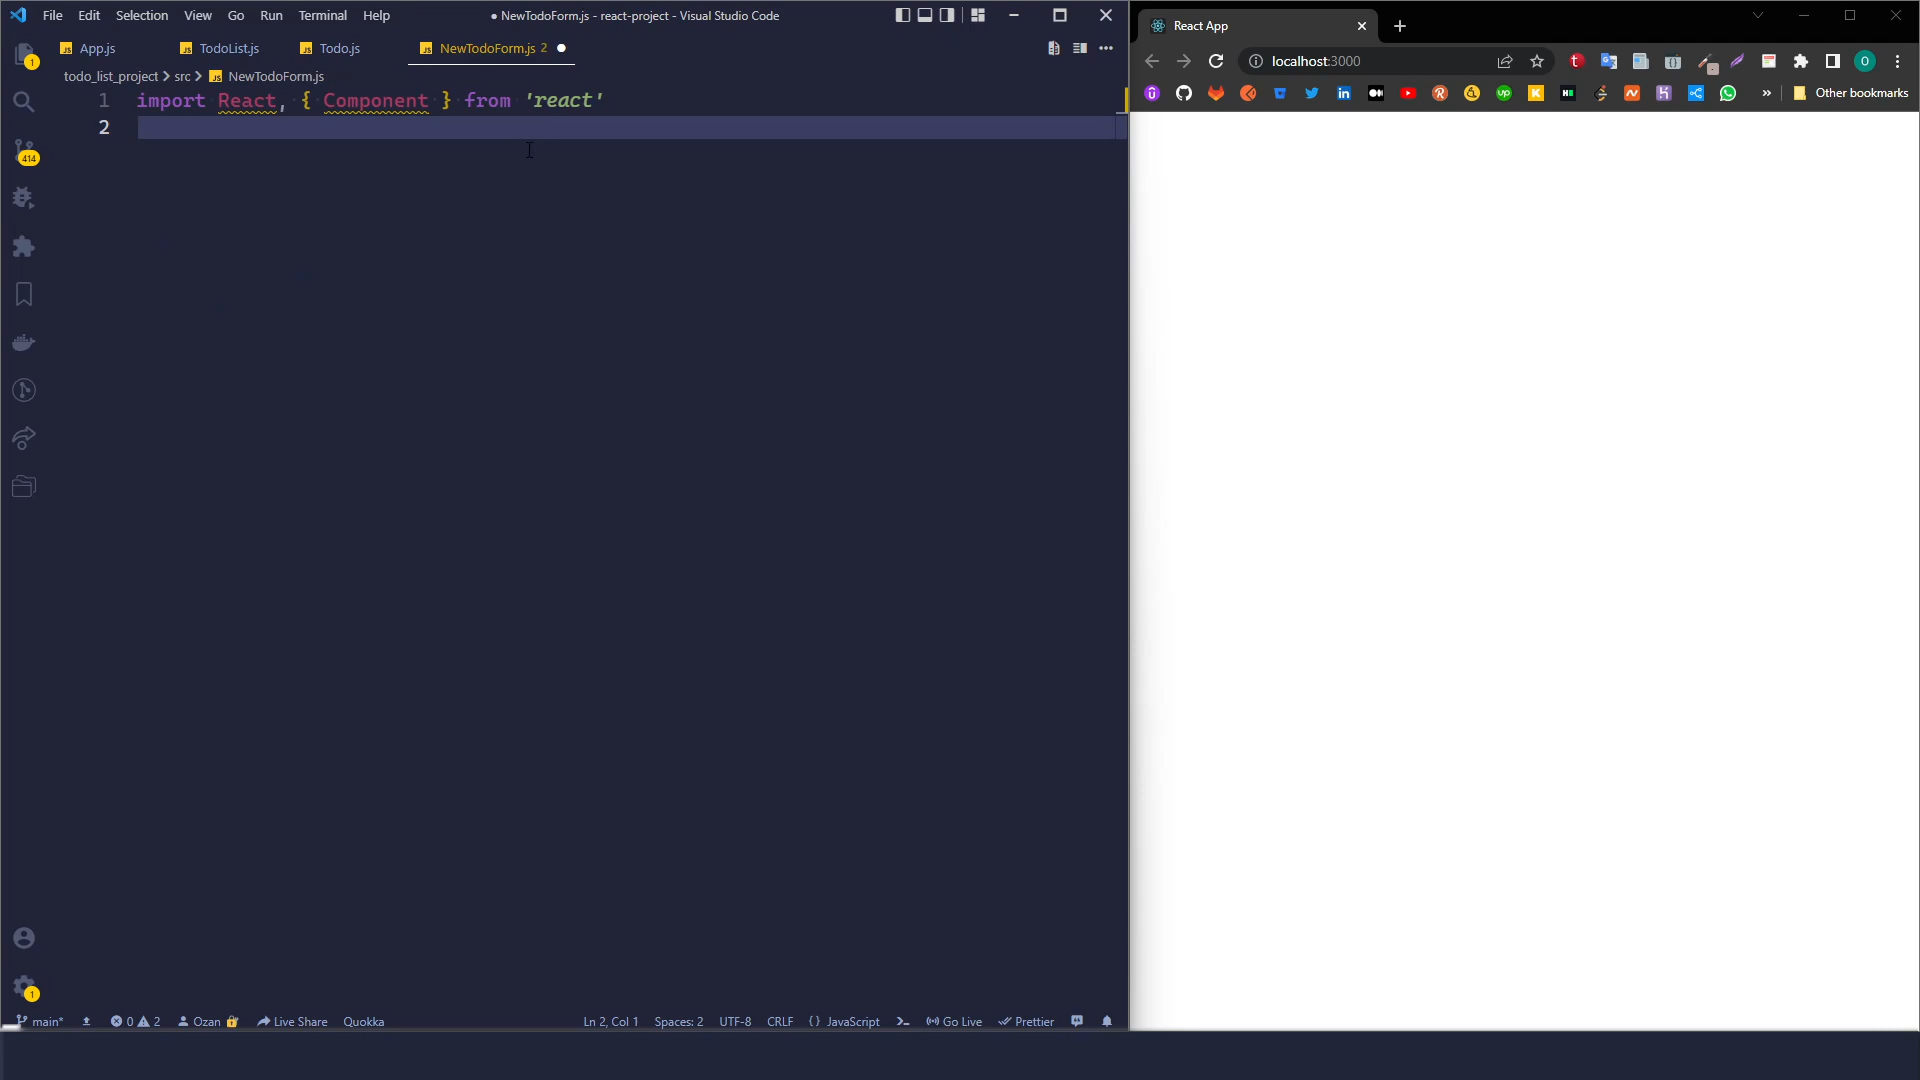 File Edit Selection View Go Run Terminal Help
● NewTodoForm.js - react-project - Visual Studio Code
App.js TodoList.js Todo.js NewTodoForm.js 2
todo_list_project > src > NewTodoForm.js
1 import React, { Component } from 'react'
2
1
414
1
main* 0 2 Ozan Live Share Quokka Ln 2, Col 1 Spaces: 2 UTF-8 CRLF {} JavaScript Go Live Prettier
React App
localhost:3000
O
» Other bookmarks